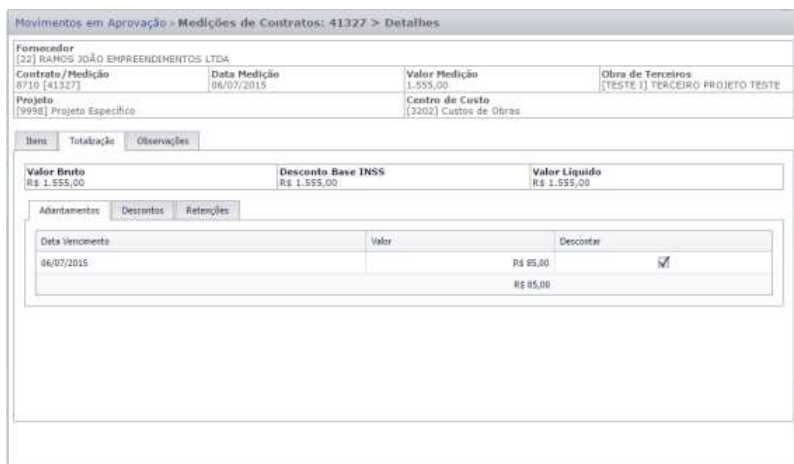 Movimentos em Aprovação > Medições de Contratos: 41327 > Detalhes
Fornecedor
[22] RAMOS JOÃO EMPREENDIMENTOS LTDA
Contrato/Medição Data Medição Valor Medição Obra de Terceiros
8710 [41327] 06/07/2015 1.555,00 [TESTE I] TERCEIRO PROJETO TESTE
Projeto Centro de Custo
[9998] Projeto Específico [3202] Custos de Obras
Itens Totalização Observações
Valor Bruto Desconto Base INSS Valor Líquido
R$ 1.555,00 R$ 1.555,00 R$ 1.555,00
Adiantamentos Descontos Retenções
Data Vencimento Valor Descontar
06/07/2015 R$ 85,00
R$ 85,00